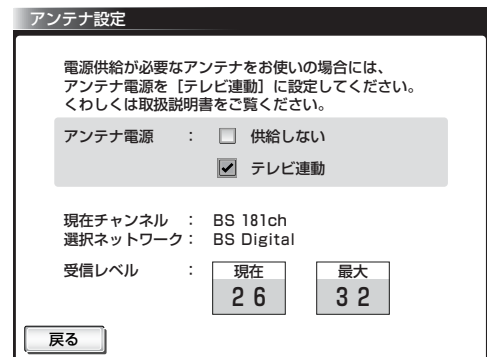 アンテナ設定
電源供給が必要なアンテナをお使いの場合には、
アンテナ電源を［テレビ連動］に設定してください。
くわしくは取扱説明書をご覧ください。
アンテナ電源　： 供給しない
テレビ連動
現在チャンネル　： BS 181ch
選択ネットワーク： BS Digital
受信レベル　： 現在 最大
26 32
戻る